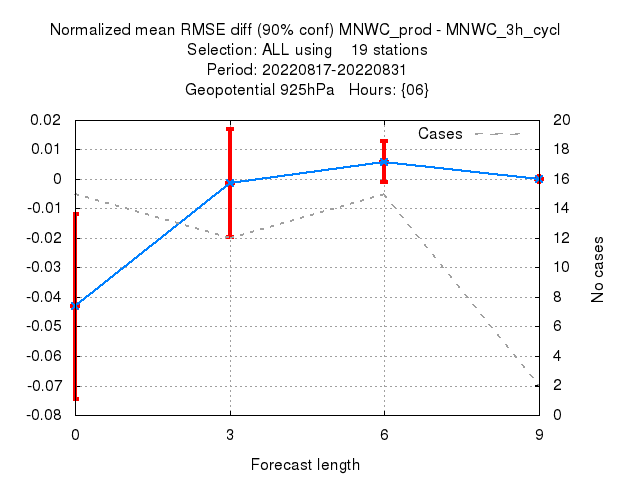 Normalized mean RMSE diff (90% conf) MNWC_prod - MNWC_3h_cycl
Selection: ALL using 19 stations
Period: 20220817-20220831
Geopotential 925hPa Hours: {06}
0.02
0.01
0
-0.01
-0.02
-0.03
-0.04
-0.05
-0.06
-0.07
-0.08
Cases
20
18
16
14
12
10
8
6
4
2
0
No cases
0 3 6 9
Forecast length